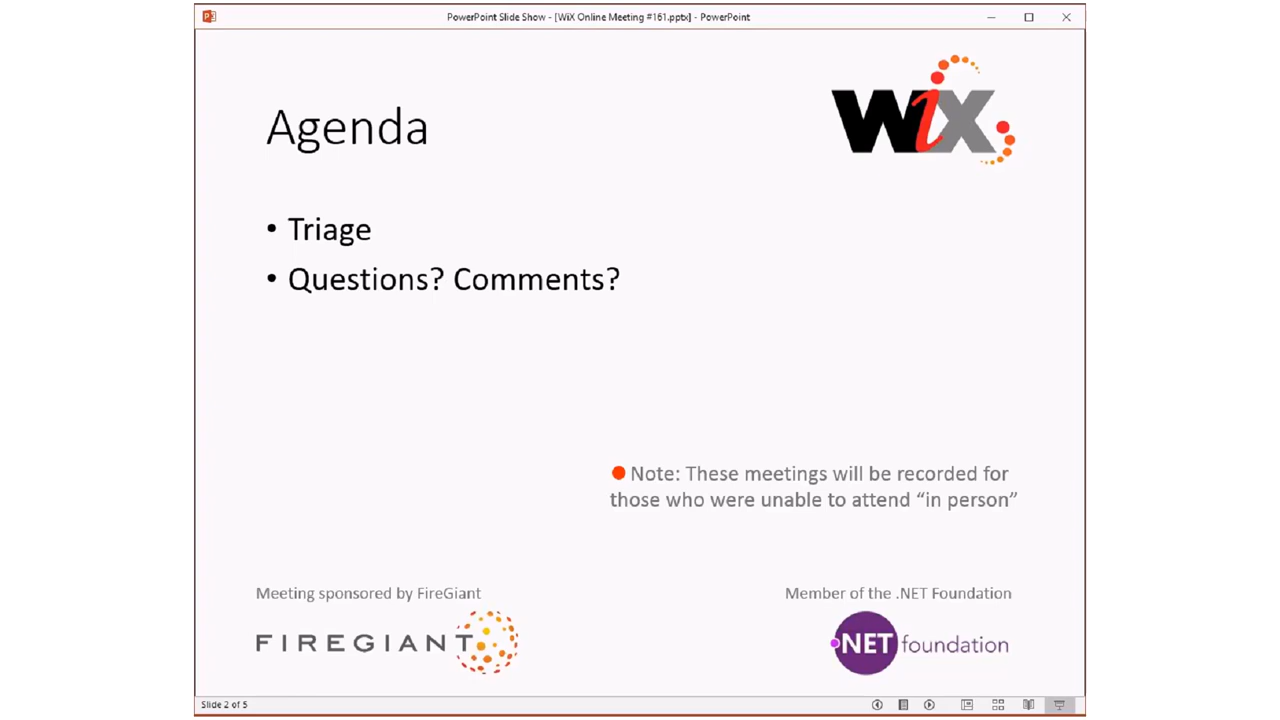 PowerPoint Slide Show - [WiX Online Meeting #161.pptx] - PowerPoint
WiX
Agenda
• Triage
• Questions? Comments?
Note: These meetings will be recorded for
those who were unable to attend “in person”
Meeting sponsored by FireGiant
FIREGIANT
Member of the .NET Foundation
.NET foundation
Slide 2 of 5